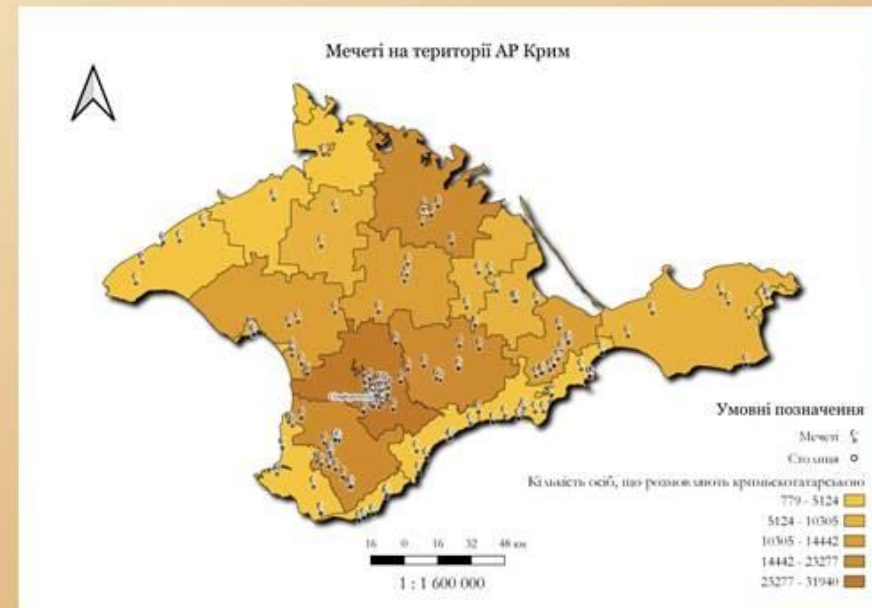 Мечеті на території АР Крим
Умовні позначення
Мечеті
Столиця
Кількість осіб, що розмовляють кримськотатарською
779 - 5124
5124 - 10305
10305 - 14442
14442 - 23277
23277 - 31940
16 0 16 32 48 км
1 : 1 600 000